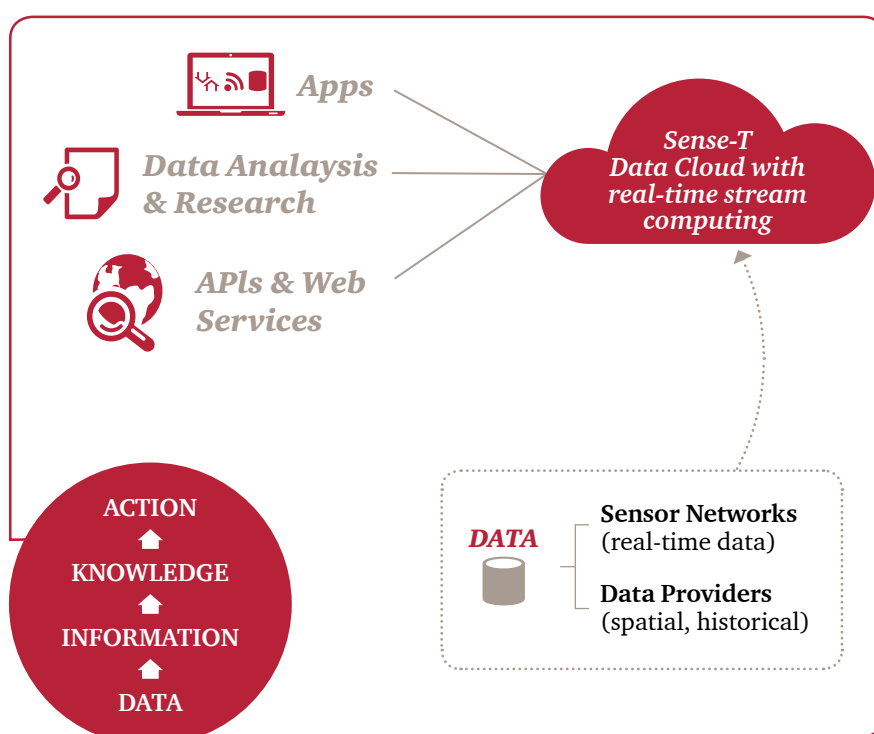 Apps
Data Analaysis
& Research
APls & Web
Services
Sense-T
Data Cloud with
real-time stream
computing
ACTION
KNOWLEDGE
INFORMATION
DATA
DATA
Sensor Networks
(real-time data)
Data Providers
(spatial, historical)